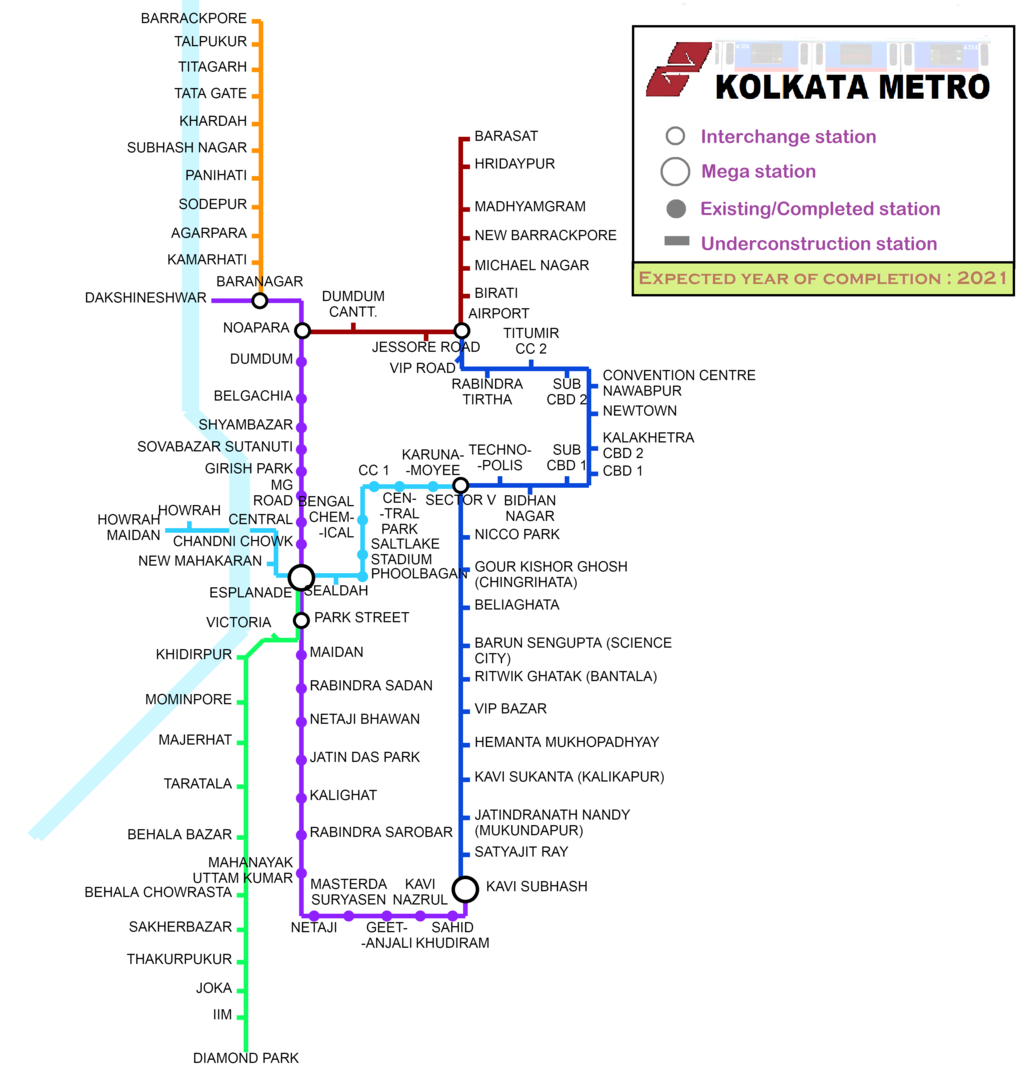 BARRACKPORE
TALPUKUR
TITAGARH
TATA GATE
KHARDAH
SUBHASH NAGAR
PANIHATI
SODEPUR
AGARPARA
KAMARHATI
BARANAGAR
DAKSHINESHWAR
NOAPARA
DUMDUM
CANTT.
JESSORE ROAD
BARASAT
HRIDAYPUR
MADHYAMGRAM
NEW BARRACKPORE
MICHAEL NAGAR
BIRATI
AIRPORT
KOLKATA METRO
Interchange station
Mega station
Existing/Completed station
Underconstruction station
EXPECTED YEAR OF COMPLETION : 2021
VIP ROAD
RABINDRA
TIRTHA
TITUMIR
CC 2
SUB
CBD 2
CONVENTION CENTRE
NAWABPUR
NEWTOWN
KALAKHETRA
CBD 2
CBD 1
SUB
CBD 1
BIDHAN
NAGAR
TECHNO-
-POLIS
SECTOR V
KARUNA-
-MOYEE
CEN-
-TRAL
PARK
CC 1
BENGAL
CHEM-
-ICAL
SALTLAKE
STADIUM
PHOOLBAGAN
SEALDAH
ESPLANADE
NEW MAHAKARAN
HOWRAH
HOWRAH
MAIDAN
DUMDUM
BELGACHIA
SHYAMBAZAR
SOVABAZAR SUTANUTI
GIRISH PARK
MG
ROAD
CENTRAL
CHANDNI CHOWK
PARK STREET
MAIDAN
RABINDRA SADAN
NETAJI BHAWAN
JATIN DAS PARK
KALIGHAT
RABINDRA SAROBAR
MAHANAYAK
UTTAM KUMAR
NETAJI
MASTERDA
SURYASEN
GEET-
-ANJALI
KAVI
NAZRUL
SAHID
KHUDIRAM
KAVI SUBHASH
NICCO PARK
GOUR KISHOR GHOSH
(CHINGRIHATA)
BELIAGHATA
BARUN SENGUPTA (SCIENCE
CITY)
RITWIK GHATAK (BANTALA)
VIP BAZAR
HEMANTA MUKHOPADHYAY
KAVI SUKANTA (KALIKAPUR)
JATINDRANATH NANDY
(MUKUNDAPUR)
SATYAJIT RAY
VICTORIA
KHIDIRPUR
MOMINPORE
MAJERHAT
TARATALA
BEHALA BAZAR
BEHALA CHOWRASTA
SAKHERBAZAR
THAKURPUKUR
JOKA
IIM
DIAMOND PARK